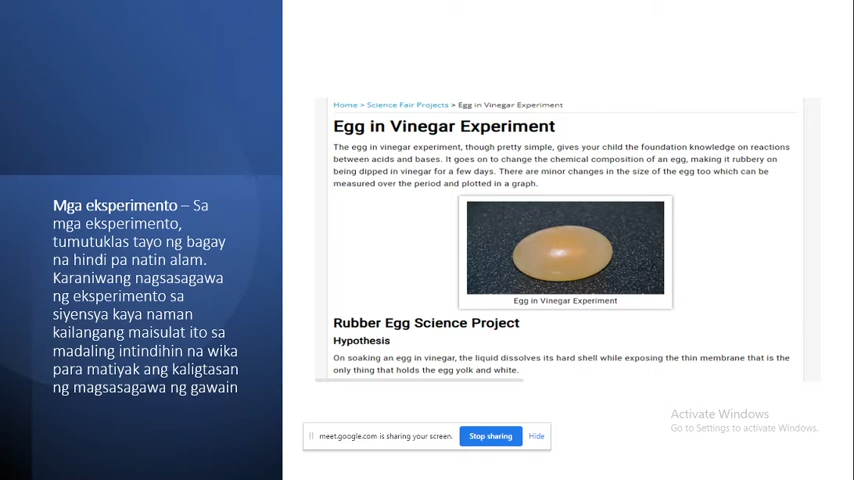 Mga eksperimento – Sa
mga eksperimento,
tumutuklas tayo ng bagay
na hindi pa natin alam.
Karaniwang nagsasagawa
ng eksperimento sa
siyensya kaya naman
kailangang maisulat ito sa
madaling intindihin na wika
para matiyak ang kaligtasan
ng magsasagawa ng gawain
Home > Science Fair Projects > Egg in Vinegar Experiment
Egg in Vinegar Experiment
The egg in vinegar experiment, though pretty simple, gives your child the foundation knowledge on reactions
between acids and bases. It goes on to change the chemical composition of an egg, making it rubbery on
being dipped in vinegar for a few days. There are minor changes in the size of the egg too which can be
measured over the period and plotted in a graph.
Egg in Vinegar Experiment
Rubber Egg Science Project
Hypothesis
On soaking an egg in vinegar, the liquid dissolves its hard shell while exposing the thin membrane that is the
only thing that holds the egg yolk and white.
Activate Windows
Go to Settings to activate Windows.
meet.google.com is sharing your screen. Stop sharing Hide